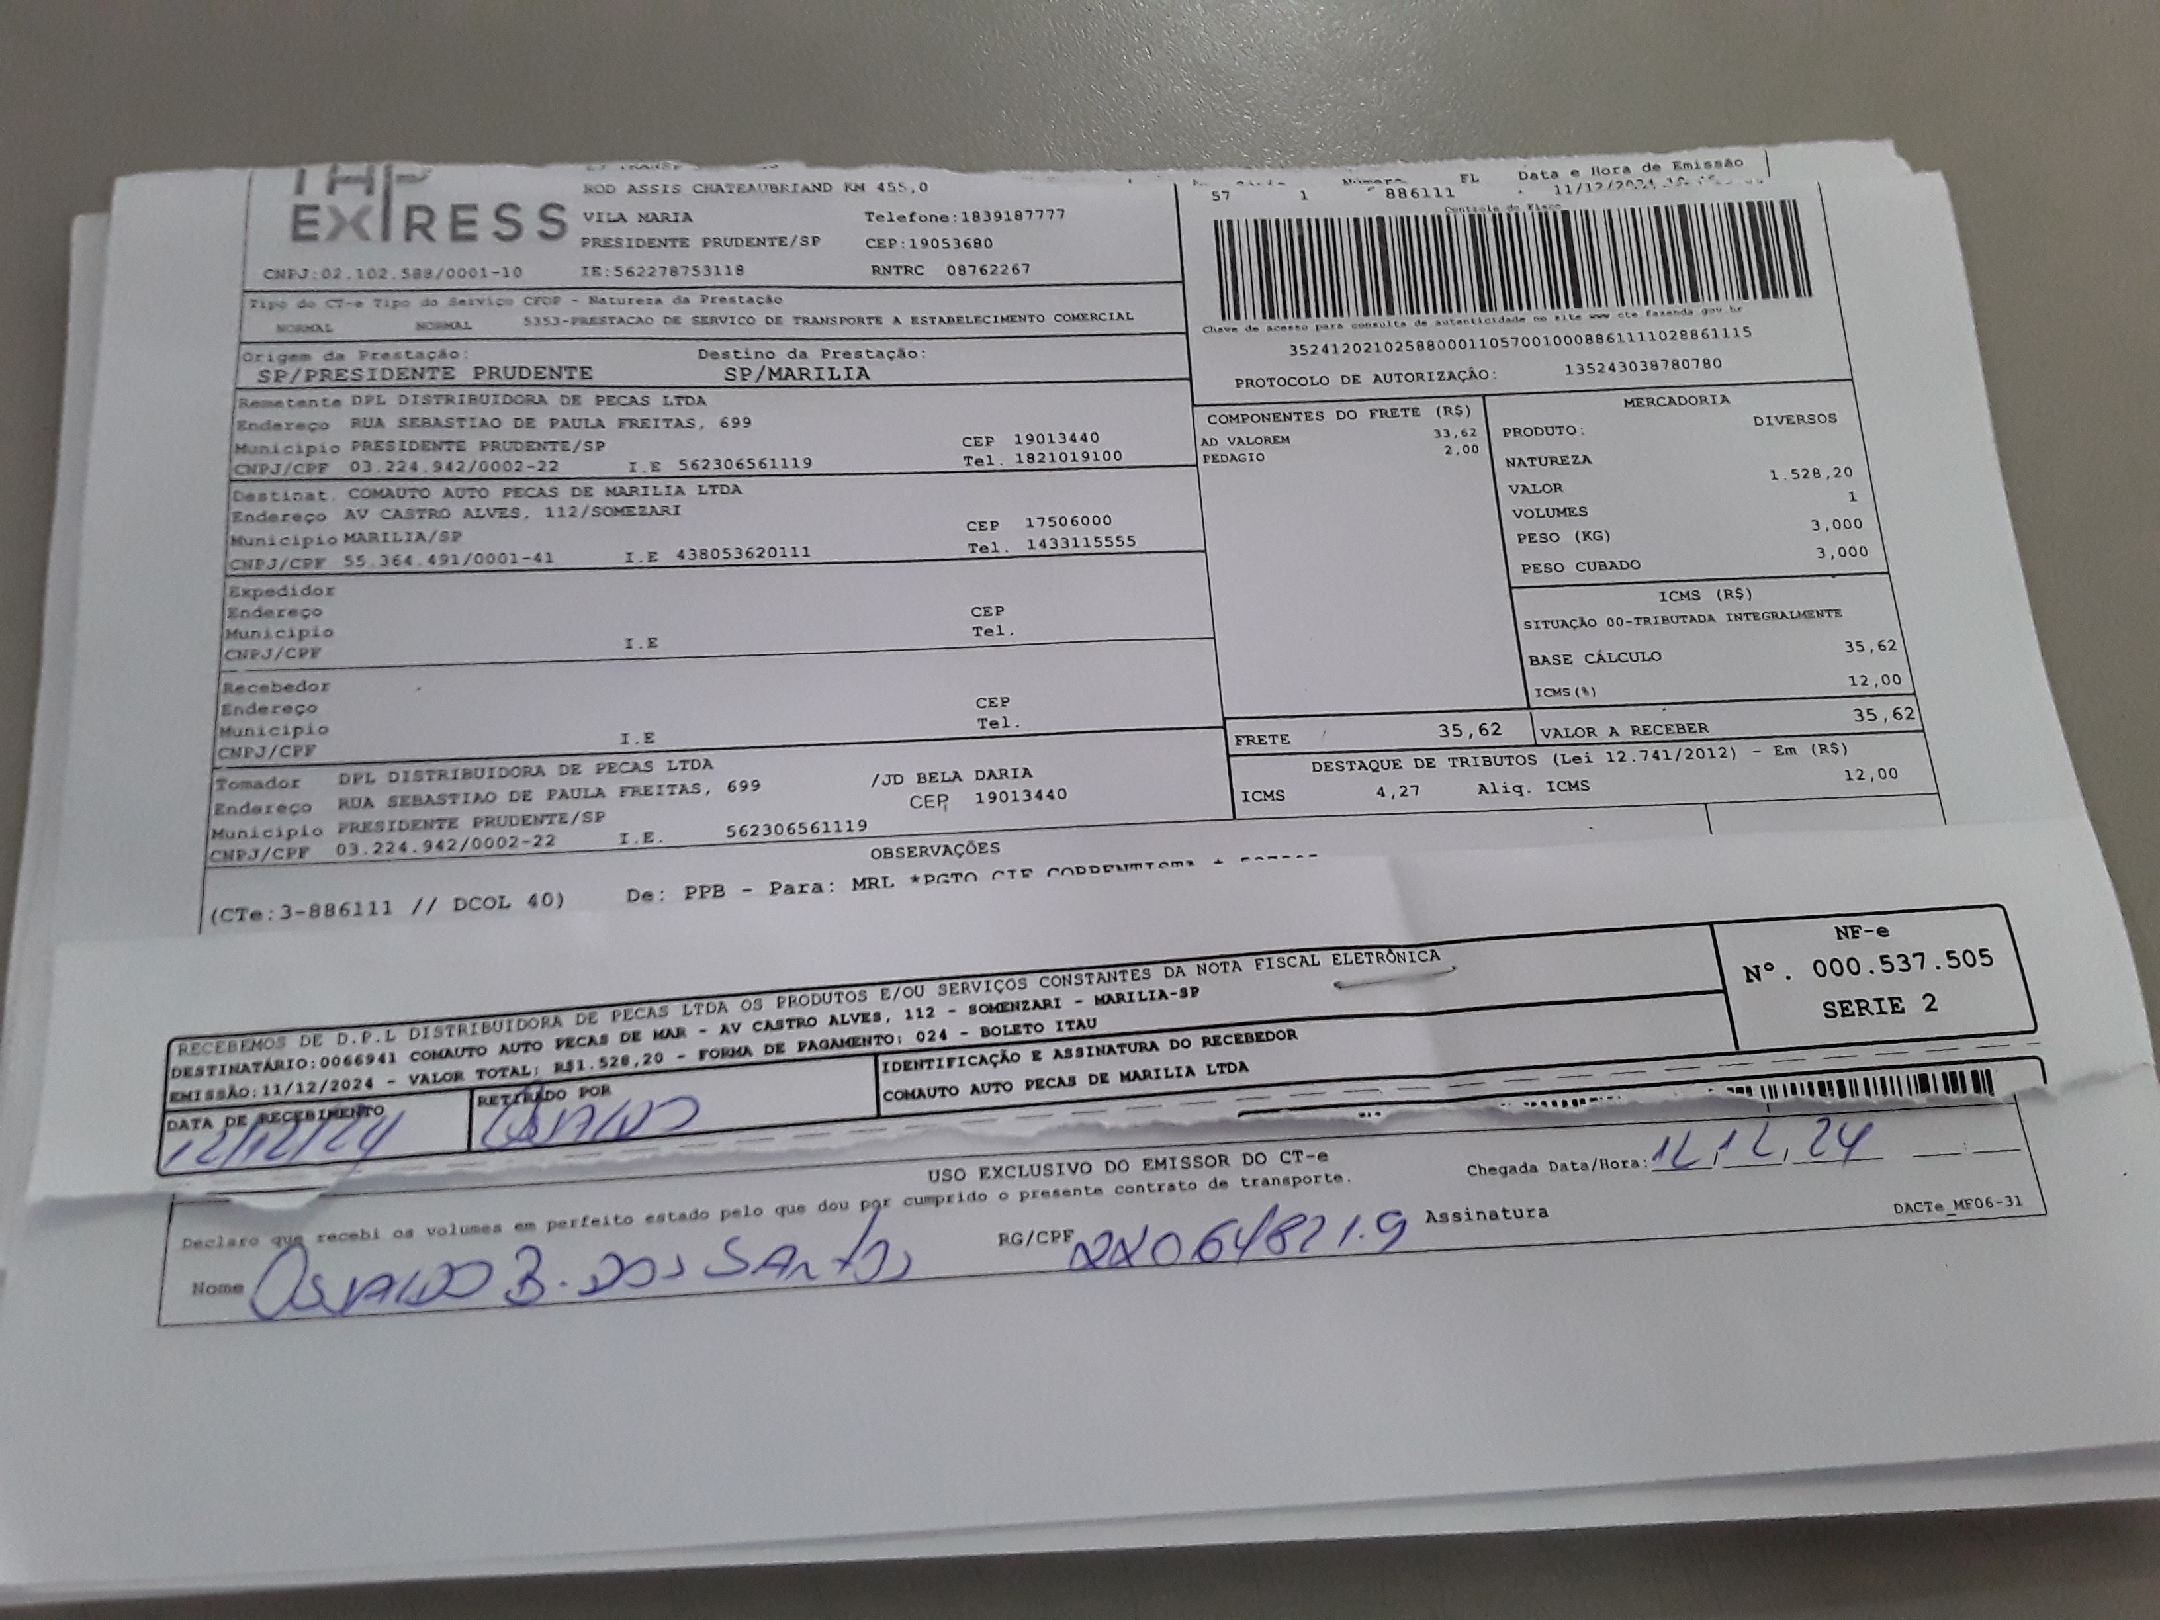 EXPRESS
ROD ASSIS CHATEAUBRIAND KM 455,0
VILA MARIA Telefone:1839187777
PRESIDENTE PRUDENTE/SP CEP:19053680
CNPJ:02.102.588/0001-10 IE:562278753118 RNTRC 08762267
FL Data e Hora de Emissão
57 1 886111 11/12/2024
Controle do Fisco
Chave de acesso para consulta de autenticidade no site www cte fazenda gov br
35241202102588000110570010008861111028861115
PROTOCOLO DE AUTORIZAÇÃO: 135243038780780
Tipo do CT-e Tipo do Serviço CFOP - Natureza da Prestação
NORMAL NORMAL 5353-PRESTACAO DE SERVICO DE TRANSPORTE A ESTABELECIMENTO COMERCIAL
Origem da Prestação: Destino da Prestação:
SP/PRESIDENTE PRUDENTE SP/MARILIA
Remetente DPL DISTRIBUIDORA DE PECAS LTDA
Endereço RUA SEBASTIAO DE PAULA FREITAS, 699
Municipio PRESIDENTE PRUDENTE/SP CEP 19013440
CNPJ/CPF 03.224.942/0002-22 I.E 562306561119 Tel. 1821019100
Destinat. COMAUTO AUTO PECAS DE MARILIA LTDA
Endereço AV CASTRO ALVES, 112/SOMEZARI
Municipio MARILIA/SP CEP 17506000
CNPJ/CPF 55.364.491/0001-41 I.E 438053620111 Tel. 1433115555
Expedidor
Endereço CEP
Municipio Tel.
CNPJ/CPF I.E
Recebedor
Endereço CEP
Municipio Tel.
CNPJ/CPF I.E
Tomador DPL DISTRIBUIDORA DE PECAS LTDA
Endereço RUA SEBASTIAO DE PAULA FREITAS, 699 /JD BELA DARIA
Municipio PRESIDENTE PRUDENTE/SP CEP 19013440
CNPJ/CPF 03.224.942/0002-22 I.E. 562306561119
COMPONENTES DO FRETE (R$)
AD VALOREM 33,62
PEDAGIO 2,00
MERCADORIA
PRODUTO: DIVERSOS
NATUREZA
VALOR 1.528,20
VOLUMES 1
PESO (KG) 3,000
PESO CUBADO 3,000
ICMS (R$)
SITUAÇÃO 00-TRIBUTADA INTEGRALMENTE
BASE CÁLCULO 35,62
ICMS(%) 12,00
FRETE 35,62 VALOR A RECEBER 35,62
DESTAQUE DE TRIBUTOS (Lei 12.741/2012) - Em (R$)
ICMS 4,27 Aliq. ICMS 12,00
OBSERVAÇÕES
(CTe:3-886111 // DCOL 40) De: PPB - Para: MRL *PGTO CIF CORRENTISTA
RECEBEMOS DE D.P.L DISTRIBUIDORA DE PECAS LTDA OS PRODUTOS E/OU SERVIÇOS CONSTANTES DA NOTA FISCAL ELETRÔNICA
DESTINATÁRIO:0066941 COMAUTO AUTO PECAS DE MAR - AV CASTRO ALVES, 112 - SOMENZARI - MARILIA-SP
EMISSÃO:11/12/2024 - VALOR TOTAL: R$1.528,20 - FORMA DE PAGAMENTO: 024 - BOLETO ITAU
NF-e
Nº. 000.537.505
SERIE 2
DATA DE RECEBIMENTO
12/12/24
RETIRADO POR
OSVALDO
IDENTIFICAÇÃO E ASSINATURA DO RECEBEDOR
COMAUTO AUTO PECAS DE MARILIA LTDA
USO EXCLUSIVO DO EMISSOR DO CT-e
Declaro que recebi os volumes em perfeito estado pelo que dou por cumprido o presente contrato de transporte.
Chegada Data/Hora: 12, 12, 24
Nome OSVALDO B. DOS SANTOS RG/CPF 22064821.9 Assinatura
DACTe_MF06-31